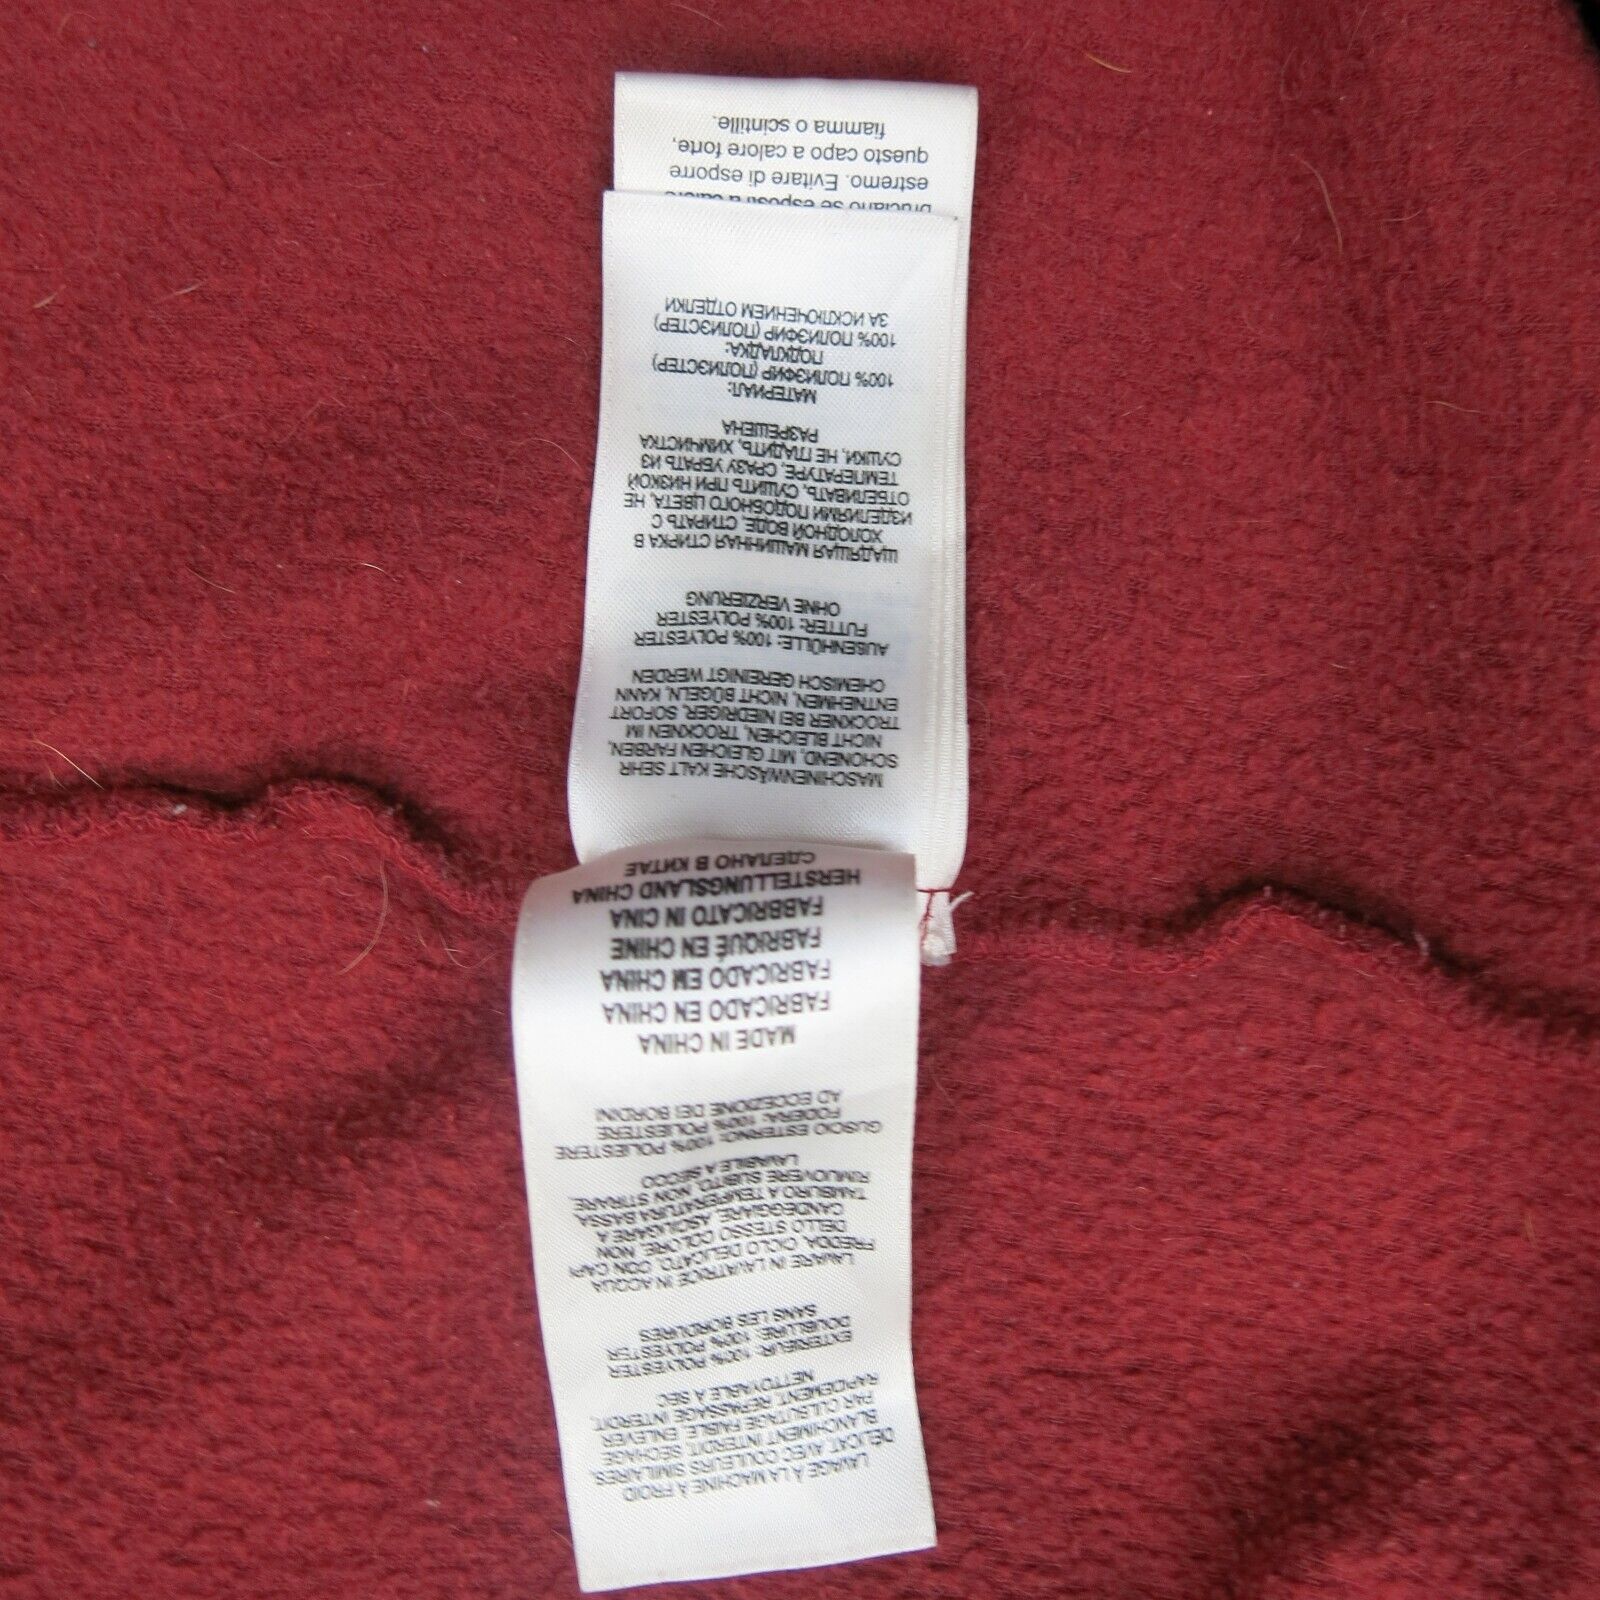 LAVAGE À LA MACHINE À FROID
DÉLICAT, AVEC COULEURS SIMILAIRES,
BLANCHIMENT INTERDIT, SÉCHAGE
PAR CULBUTAGE FAIBLE, ENLEVER
RAPIDEMENT, REPASSAGE INTERDIT,
NETTOYABLE A SEC
EXTERIEUR: 100% POLYESTER
DOUBLURE: 100% POLYESTER
SANS LES BORDURES
LAVARE IN LAVATRICE IN ACQUA
FREDDA, CICLO DELICATO, CON CAPI
DELLO STESSO COLORE, NON
CANDEGGIARE, ASCIUGARE A
TAMBURO A TEMPERATURA BASSA
RIMUOVERE SUBITO, NON STIRARE,
LAVABILE A SECCO
GUSCIO ESTERNO: 100% POLIESTERE
FODERA: 100% POLIESTERE
AD ECCEZIONE DEI BORDINI
MADE IN CHINA
FABRICADO EN CHINA
FABRICADO EM CHINA
FABRIQUÉ EN CHINE
FABBRICATO IN CINA
HERSTELLUNGSLAND CHINA
СДЕЛАНО В КИТАЕ
MASCHINENWÄSCHE KALT SEHR
SCHONEND, MIT GLEICHEN FARBEN,
NICHT BLEICHEN, TROCKNEN IM
TROCKNER BEI NIEDRIGER, SOFORT
ENTNEHMEN, NICHT BÜGELN, KANN
CHEMISCH GEREINIGT WERDEN
AUßENHÜLLE: 100% POLYESTER
FUTTER: 100% POLYESTER
OHNE VERZIERUNG
ЩАДЯЩАЯ МАШИННАЯ СТИРКА В
ХОЛОДНОЙ ВОДЕ, СТИРАТЬ С
ИЗДЕЛИЯМИ ПОДОБНОГО ЦВЕТА, НЕ
ОТБЕЛИВАТЬ, СУШИТЬ ПРИ НИЗКОЙ
ТЕМПЕРАТУРЕ, СРАЗУ УБРАТЬ ИЗ
СУШКИ, НЕ ГЛАДИТЬ, ХИМЧИСТКА
РАЗРЕШЕНА
МАТЕРИАЛ:
100% ПОЛИЭФИР (ПОЛИЭСТЕР)
ПОДКЛАДКА:
100% ПОЛИЭФИР (ПОЛИЭСТЕР)
ЗА ИСКЛЮЧЕНИЕМ ОТДЕЛКИ
bruciano se esposti a calore
estremo. Evitare di esporre
questo capo a calore forte,
fiamma o scintille.